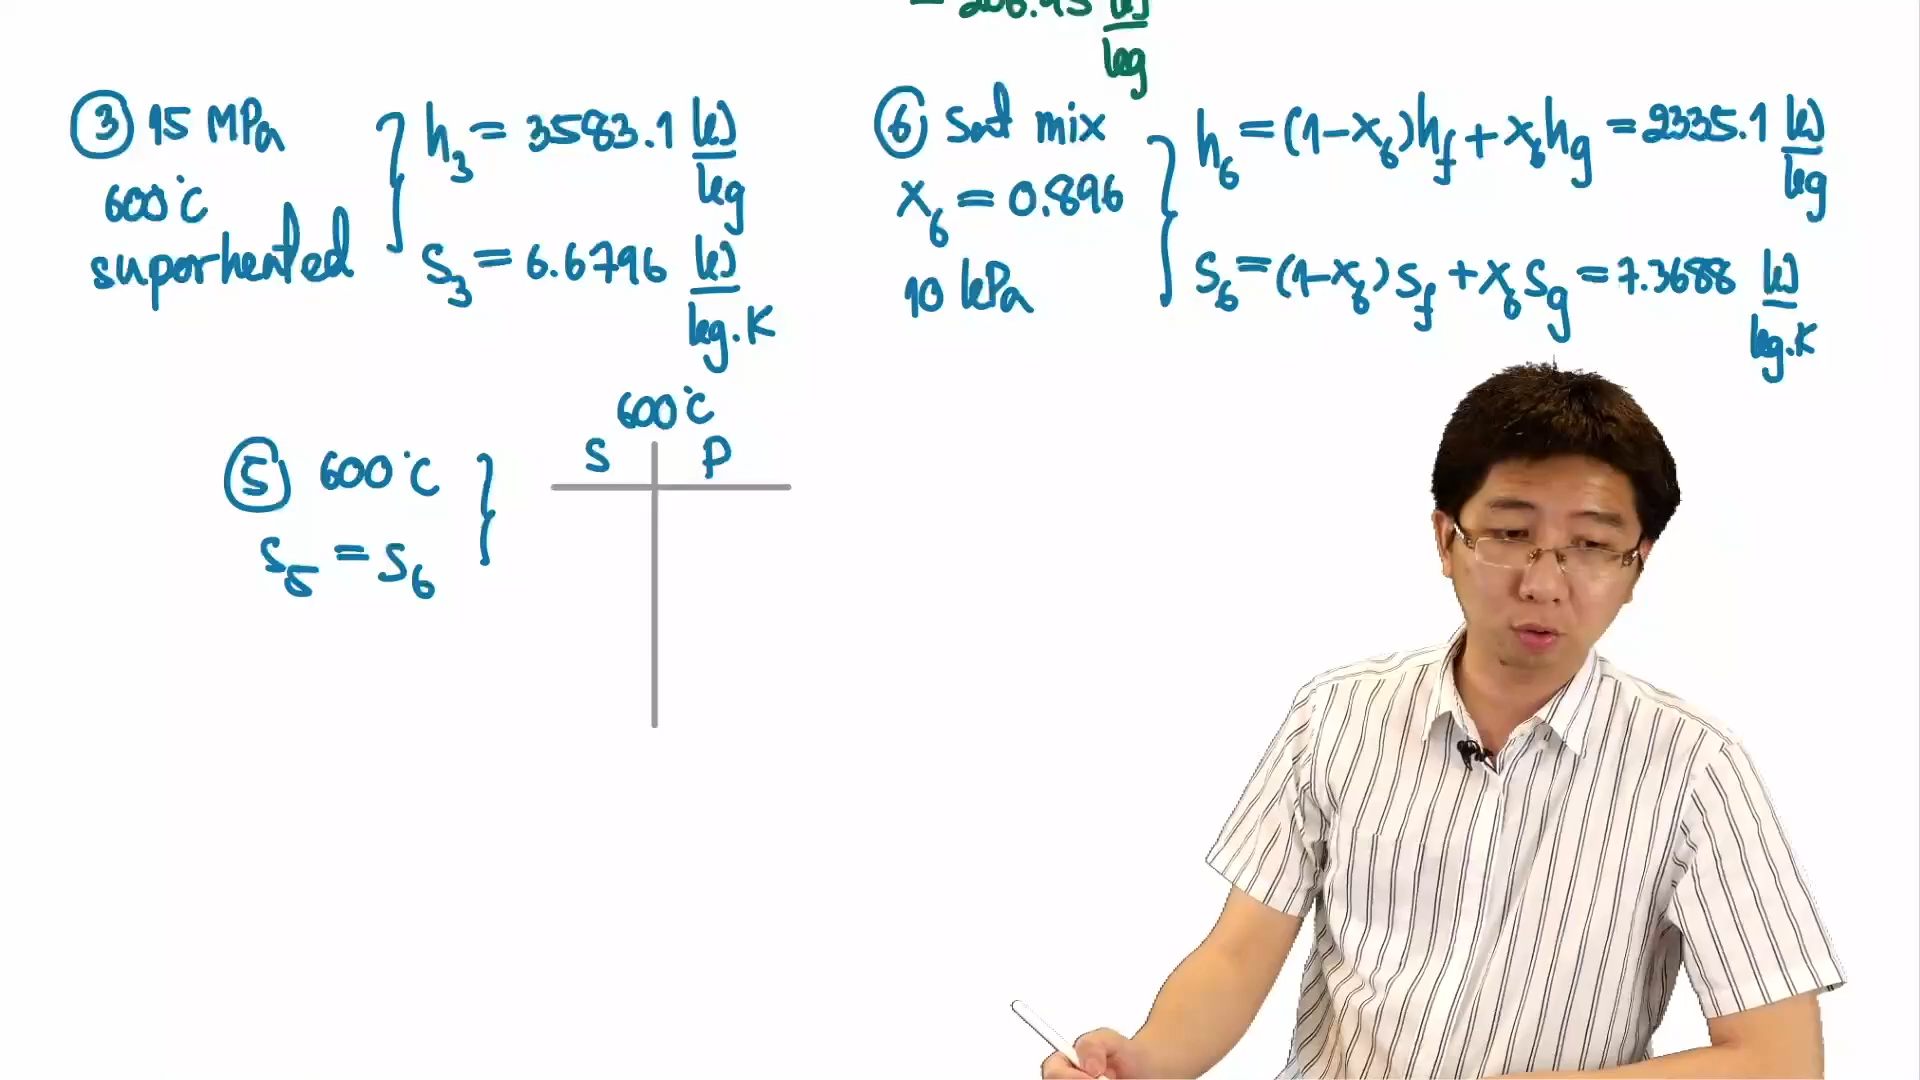 = 206.95 kJ/kg
③ 15 MPa
600°C
superheated
h₃ = 3583.1 kJ/kg
s₃ = 6.6796 kJ/kg.K
⑥ Sat mix
x₆ = 0.896
10 kPa
h₆ = (1-x₆)h_f + x₆h_g = 2335.1 kJ/kg
s₆ = (1-x₆)s_f + x₆s_g = 7.3688 kJ/kg.K
⑤ 600°C
s₅ = s₆
600°C
S P